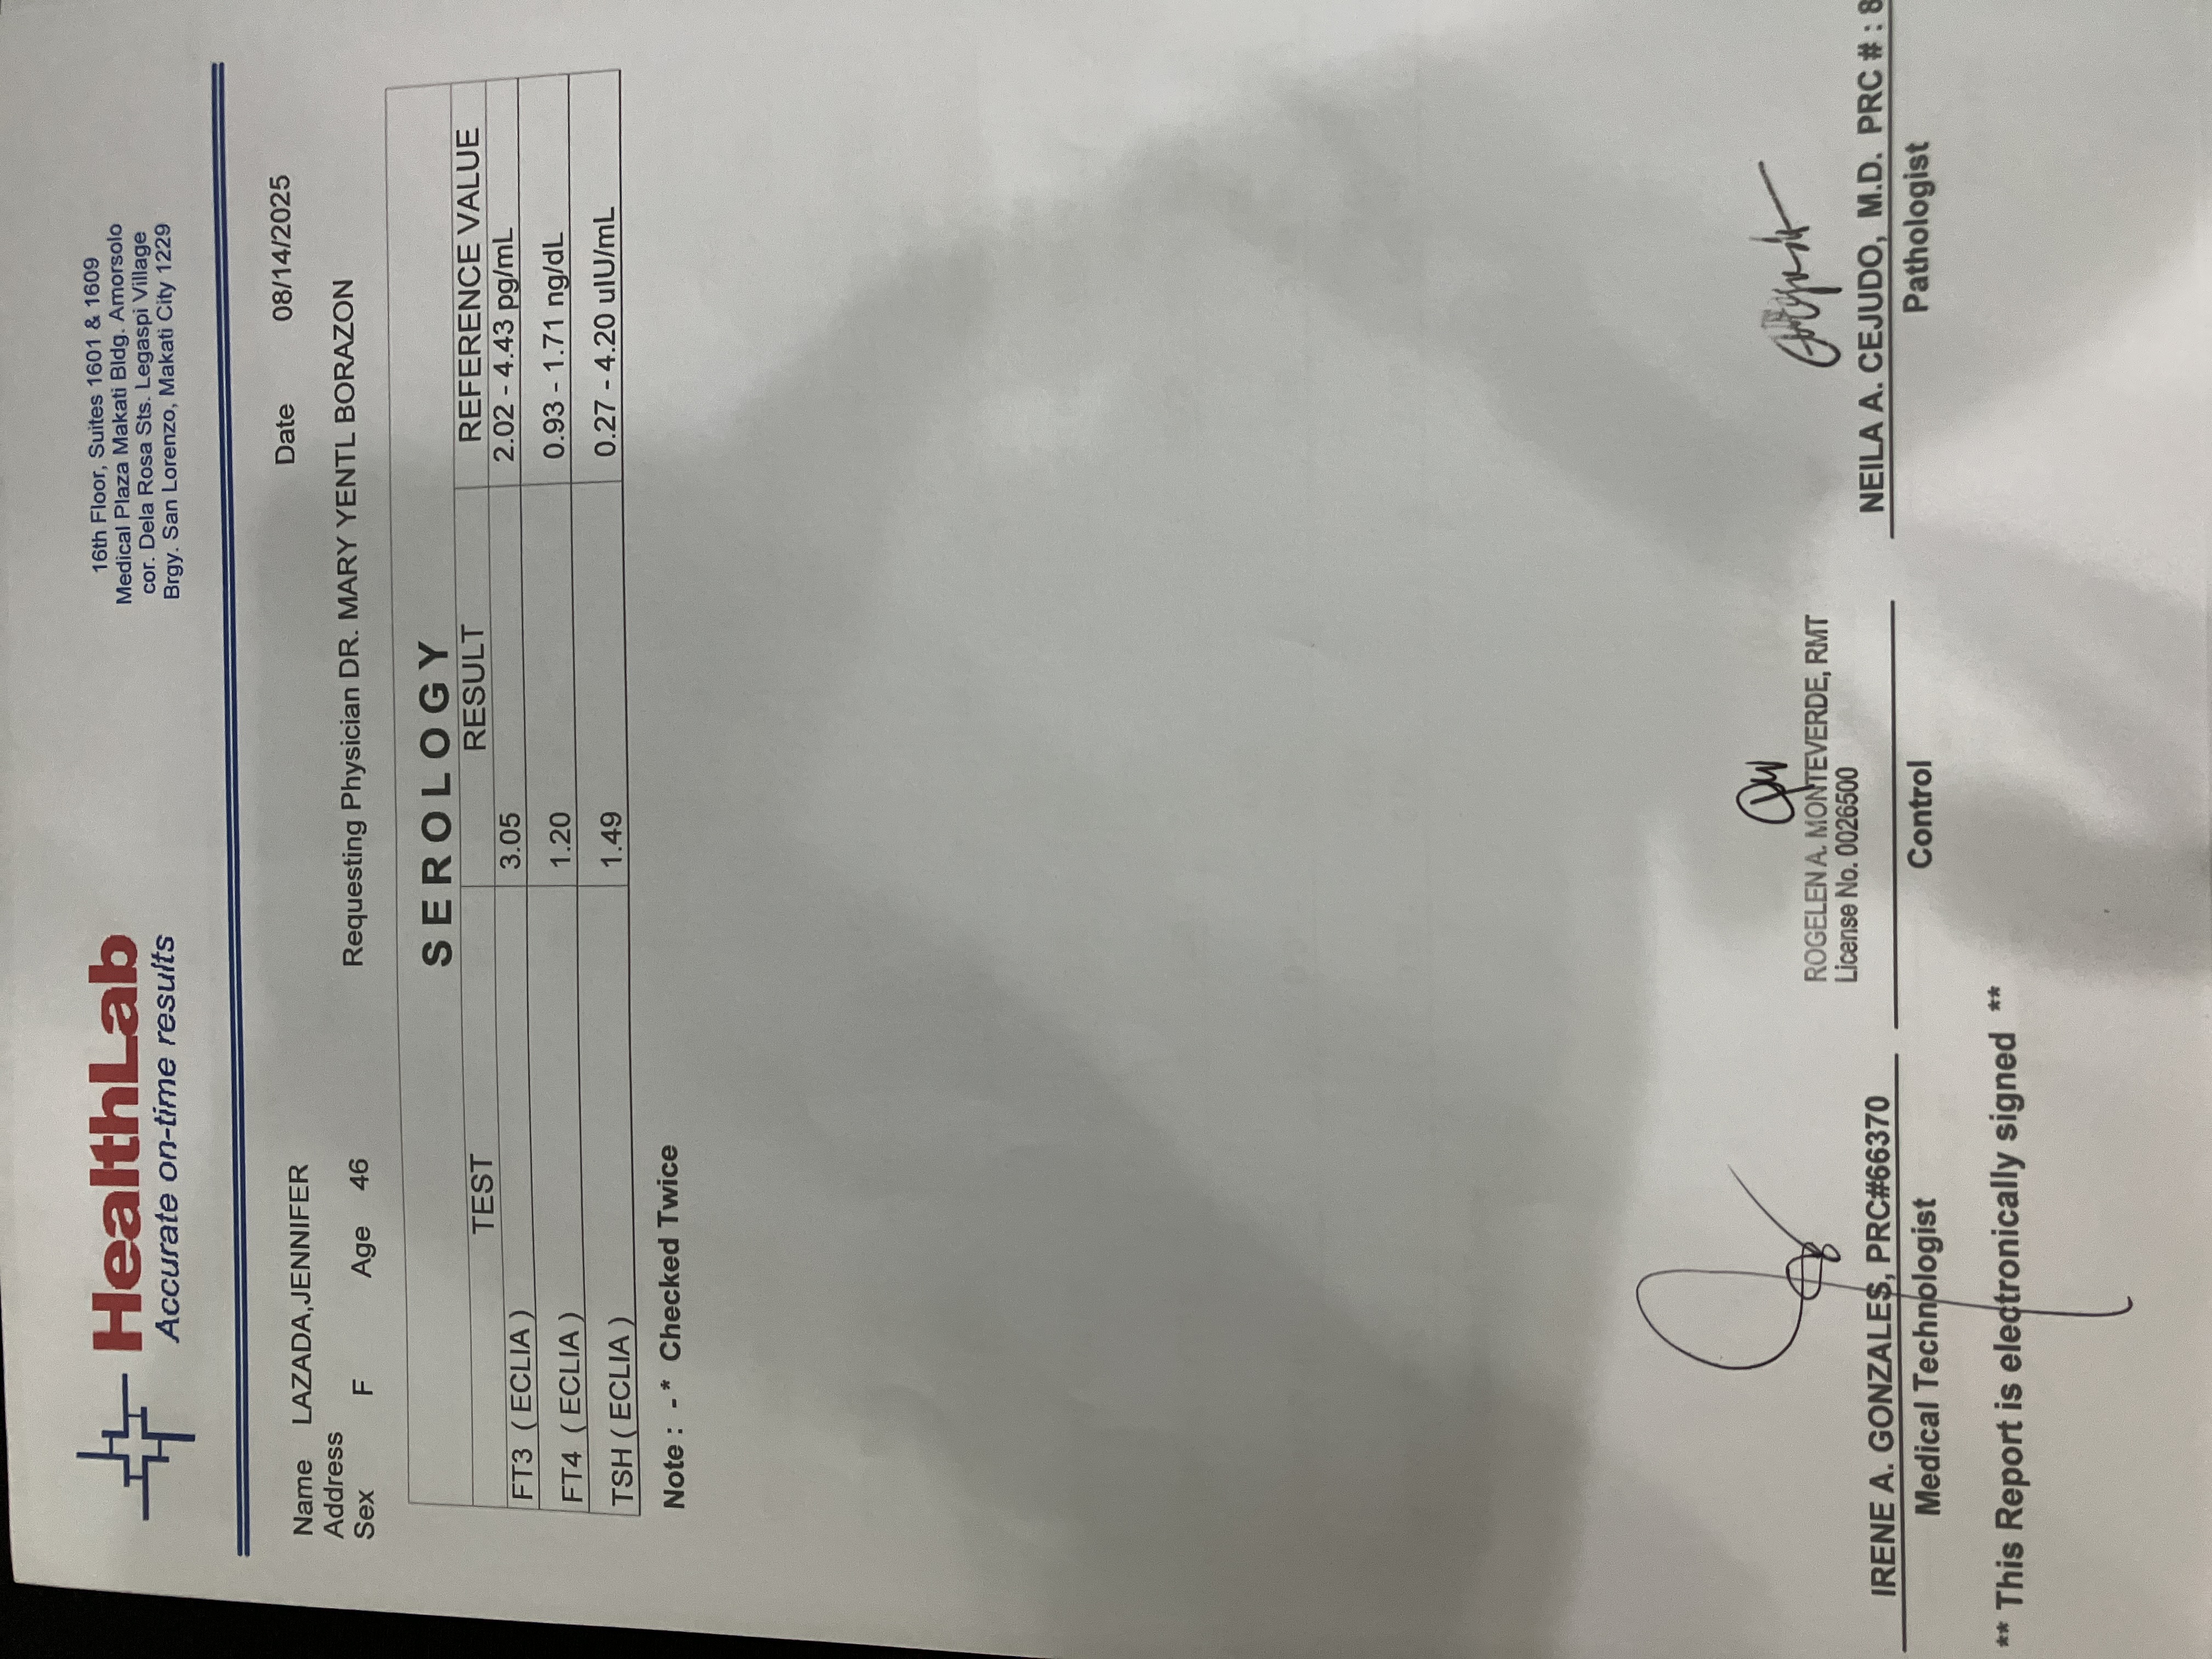 HealthLab
Accurate on-time results
16th Floor, Suites 1601 & 1609
Medical Plaza Makati Bldg. Amorsolo
cor. Dela Rosa Sts. Legaspi Village
Brgy. San Lorenzo, Makati City 1229
Name LAZADA,JENNIFER Date 08/14/2025
Address
Sex F Age 46 Requesting Physician DR. MARY YENTL BORAZON
SEROLOGY
TEST RESULT REFERENCE VALUE
FT3 ( ECLIA ) 3.05 2.02 - 4.43 pg/mL
FT4 ( ECLIA ) 1.20 0.93 - 1.71 ng/dL
TSH ( ECLIA ) 1.49 0.27 - 4.20 uIU/mL
Note : - * Checked Twice
ROGELEN A. MONTEVERDE, RMT
License No. 0026500
IRENE A. GONZALES, PRC#66370 NEILA A. CEJUDO, M.D. PRC # : 8
Medical Technologist Control Pathologist
** This Report is electronically signed **